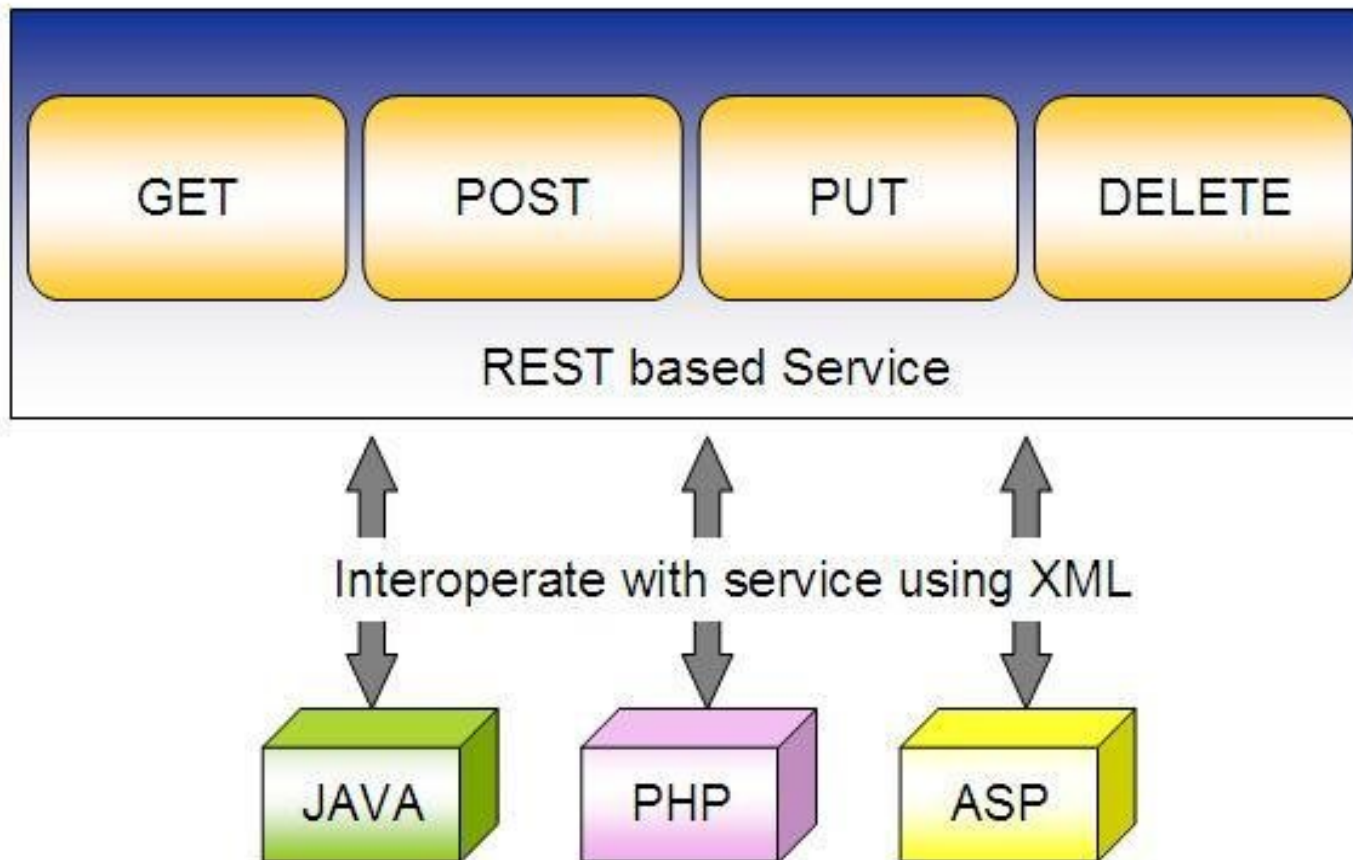 GET
POST
PUT
DELETE
REST based Service
Interoperate with service using XML
JAVA
PHP
ASP